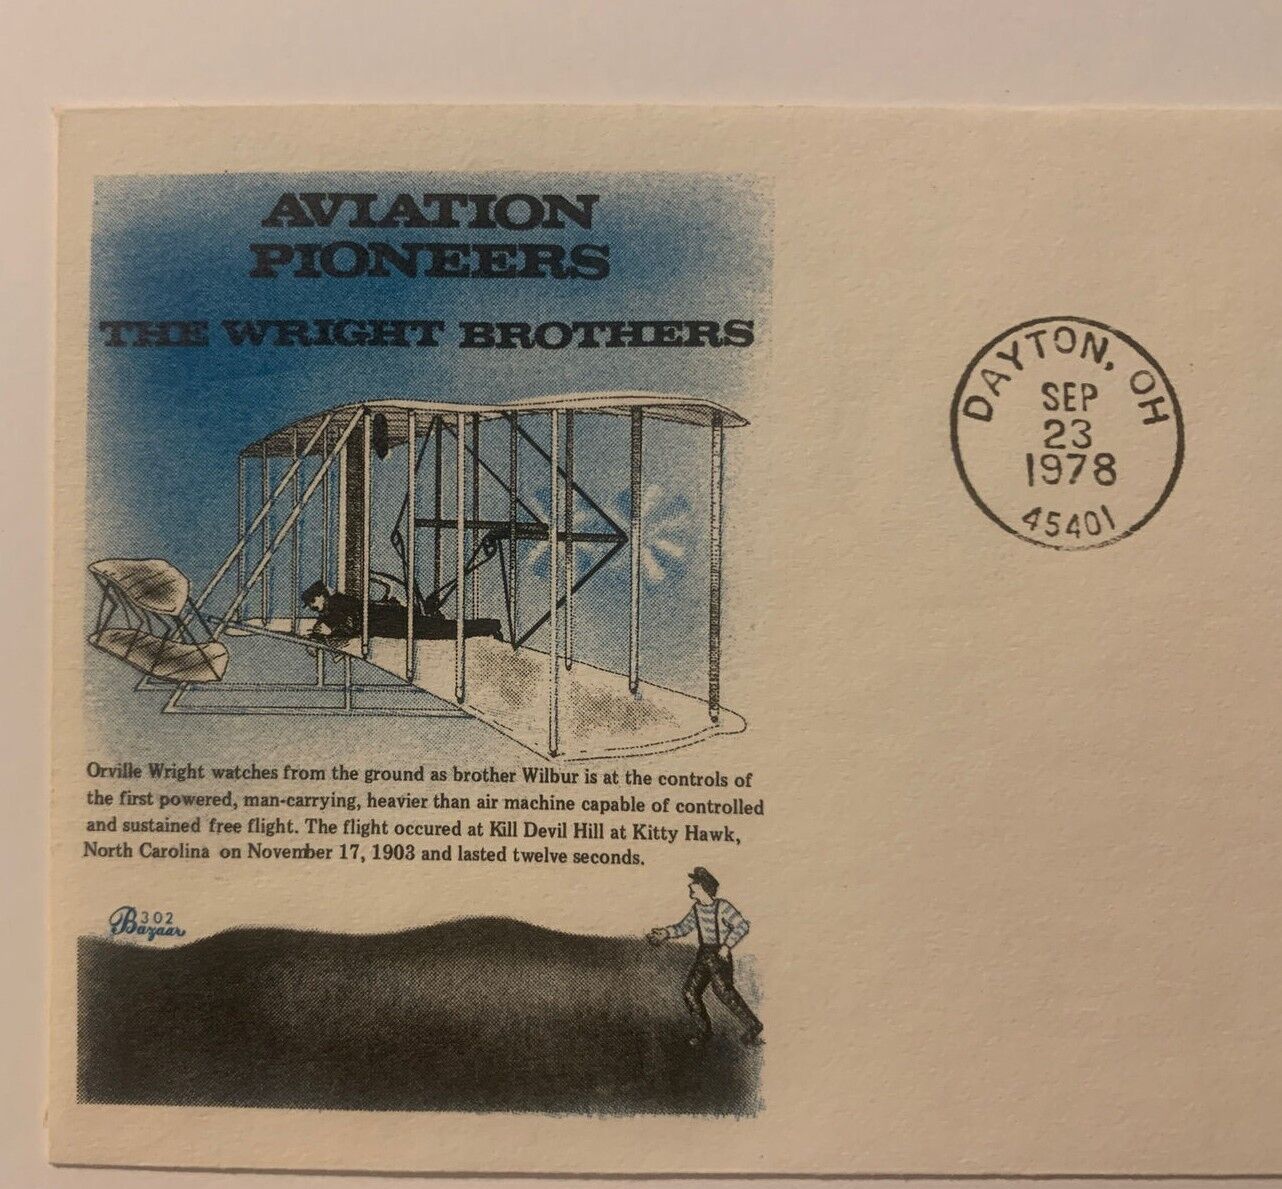 AVIATION
PIONEERS
THE WRIGHT BROTHERS
Orville Wright watches from the ground as brother Wilbur is at the controls of
the first powered, man-carrying, heavier than air machine capable of controlled
and sustained free flight. The flight occured at Kill Devil Hill at Kitty Hawk,
North Carolina on November 17, 1903 and lasted twelve seconds.
302
Bazaar
DAYTON, OH
SEP
23
1978
45401